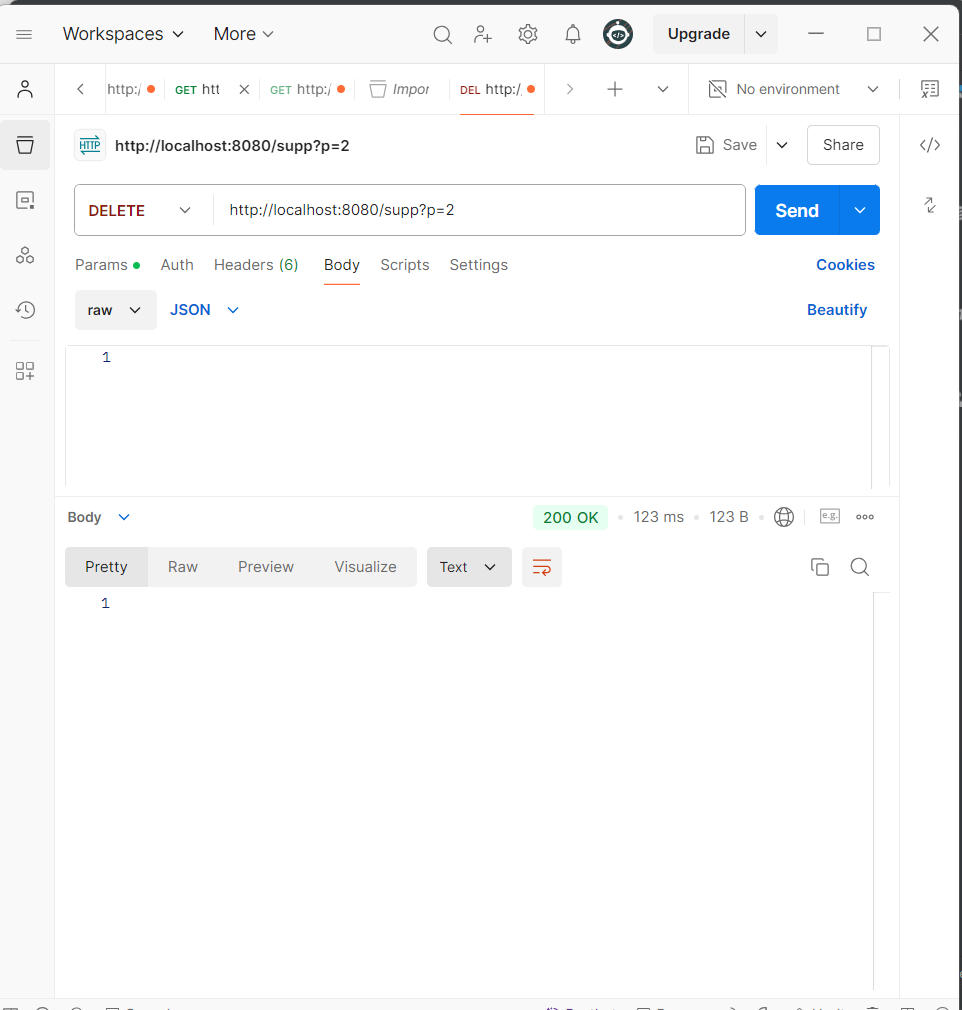 Workspaces More Upgrade
http:/ GET htt GET http:/ Impor DEL http:/ No environment
HTTP http://localhost:8080/supp?p=2 Save Share
DELETE http://localhost:8080/supp?p=2 Send
Params Auth Headers (6) Body Scripts Settings Cookies
raw JSON Beautify
1
Body 200 OK 123 ms 123 B e.g.
Pretty Raw Preview Visualize Text
1